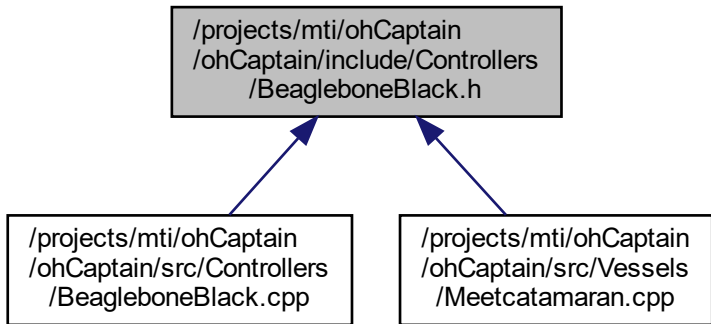 /projects/mti/ohCaptain
/ohCaptain/include/Controllers
/BeagleboneBlack.h
/projects/mti/ohCaptain
/ohCaptain/src/Controllers
/BeagleboneBlack.cpp
/projects/mti/ohCaptain
/ohCaptain/src/Vessels
/Meetcatamaran.cpp